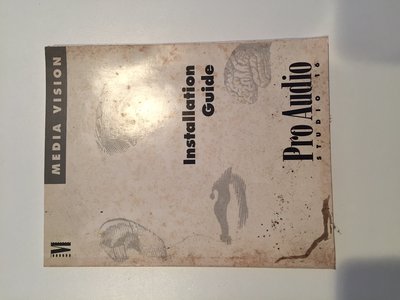 MEDIA VISION
Installation
Guide
Pro Audio
STUDIO 16